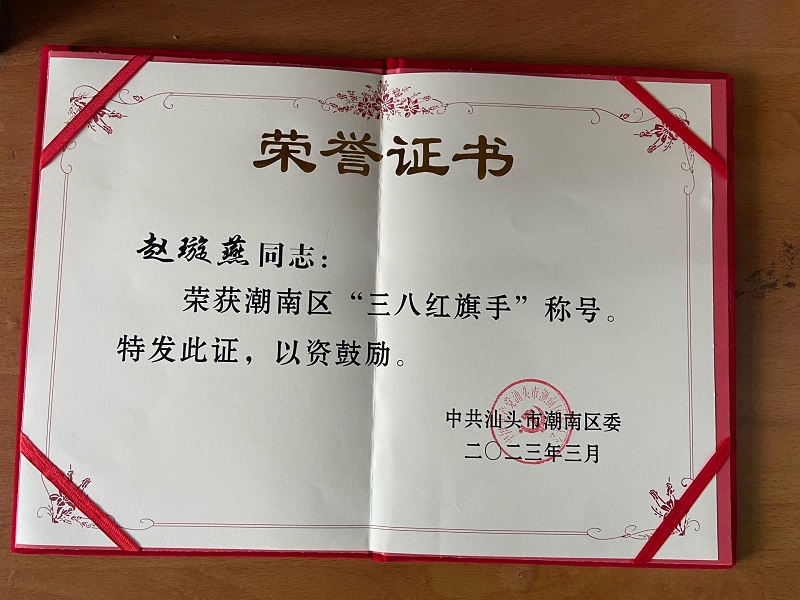 荣誉证书
赵璇燕同志：
荣获潮南区“三八红旗手”称号。
特发此证，以资鼓励。
中共汕头市潮南区委
二〇二三年三月